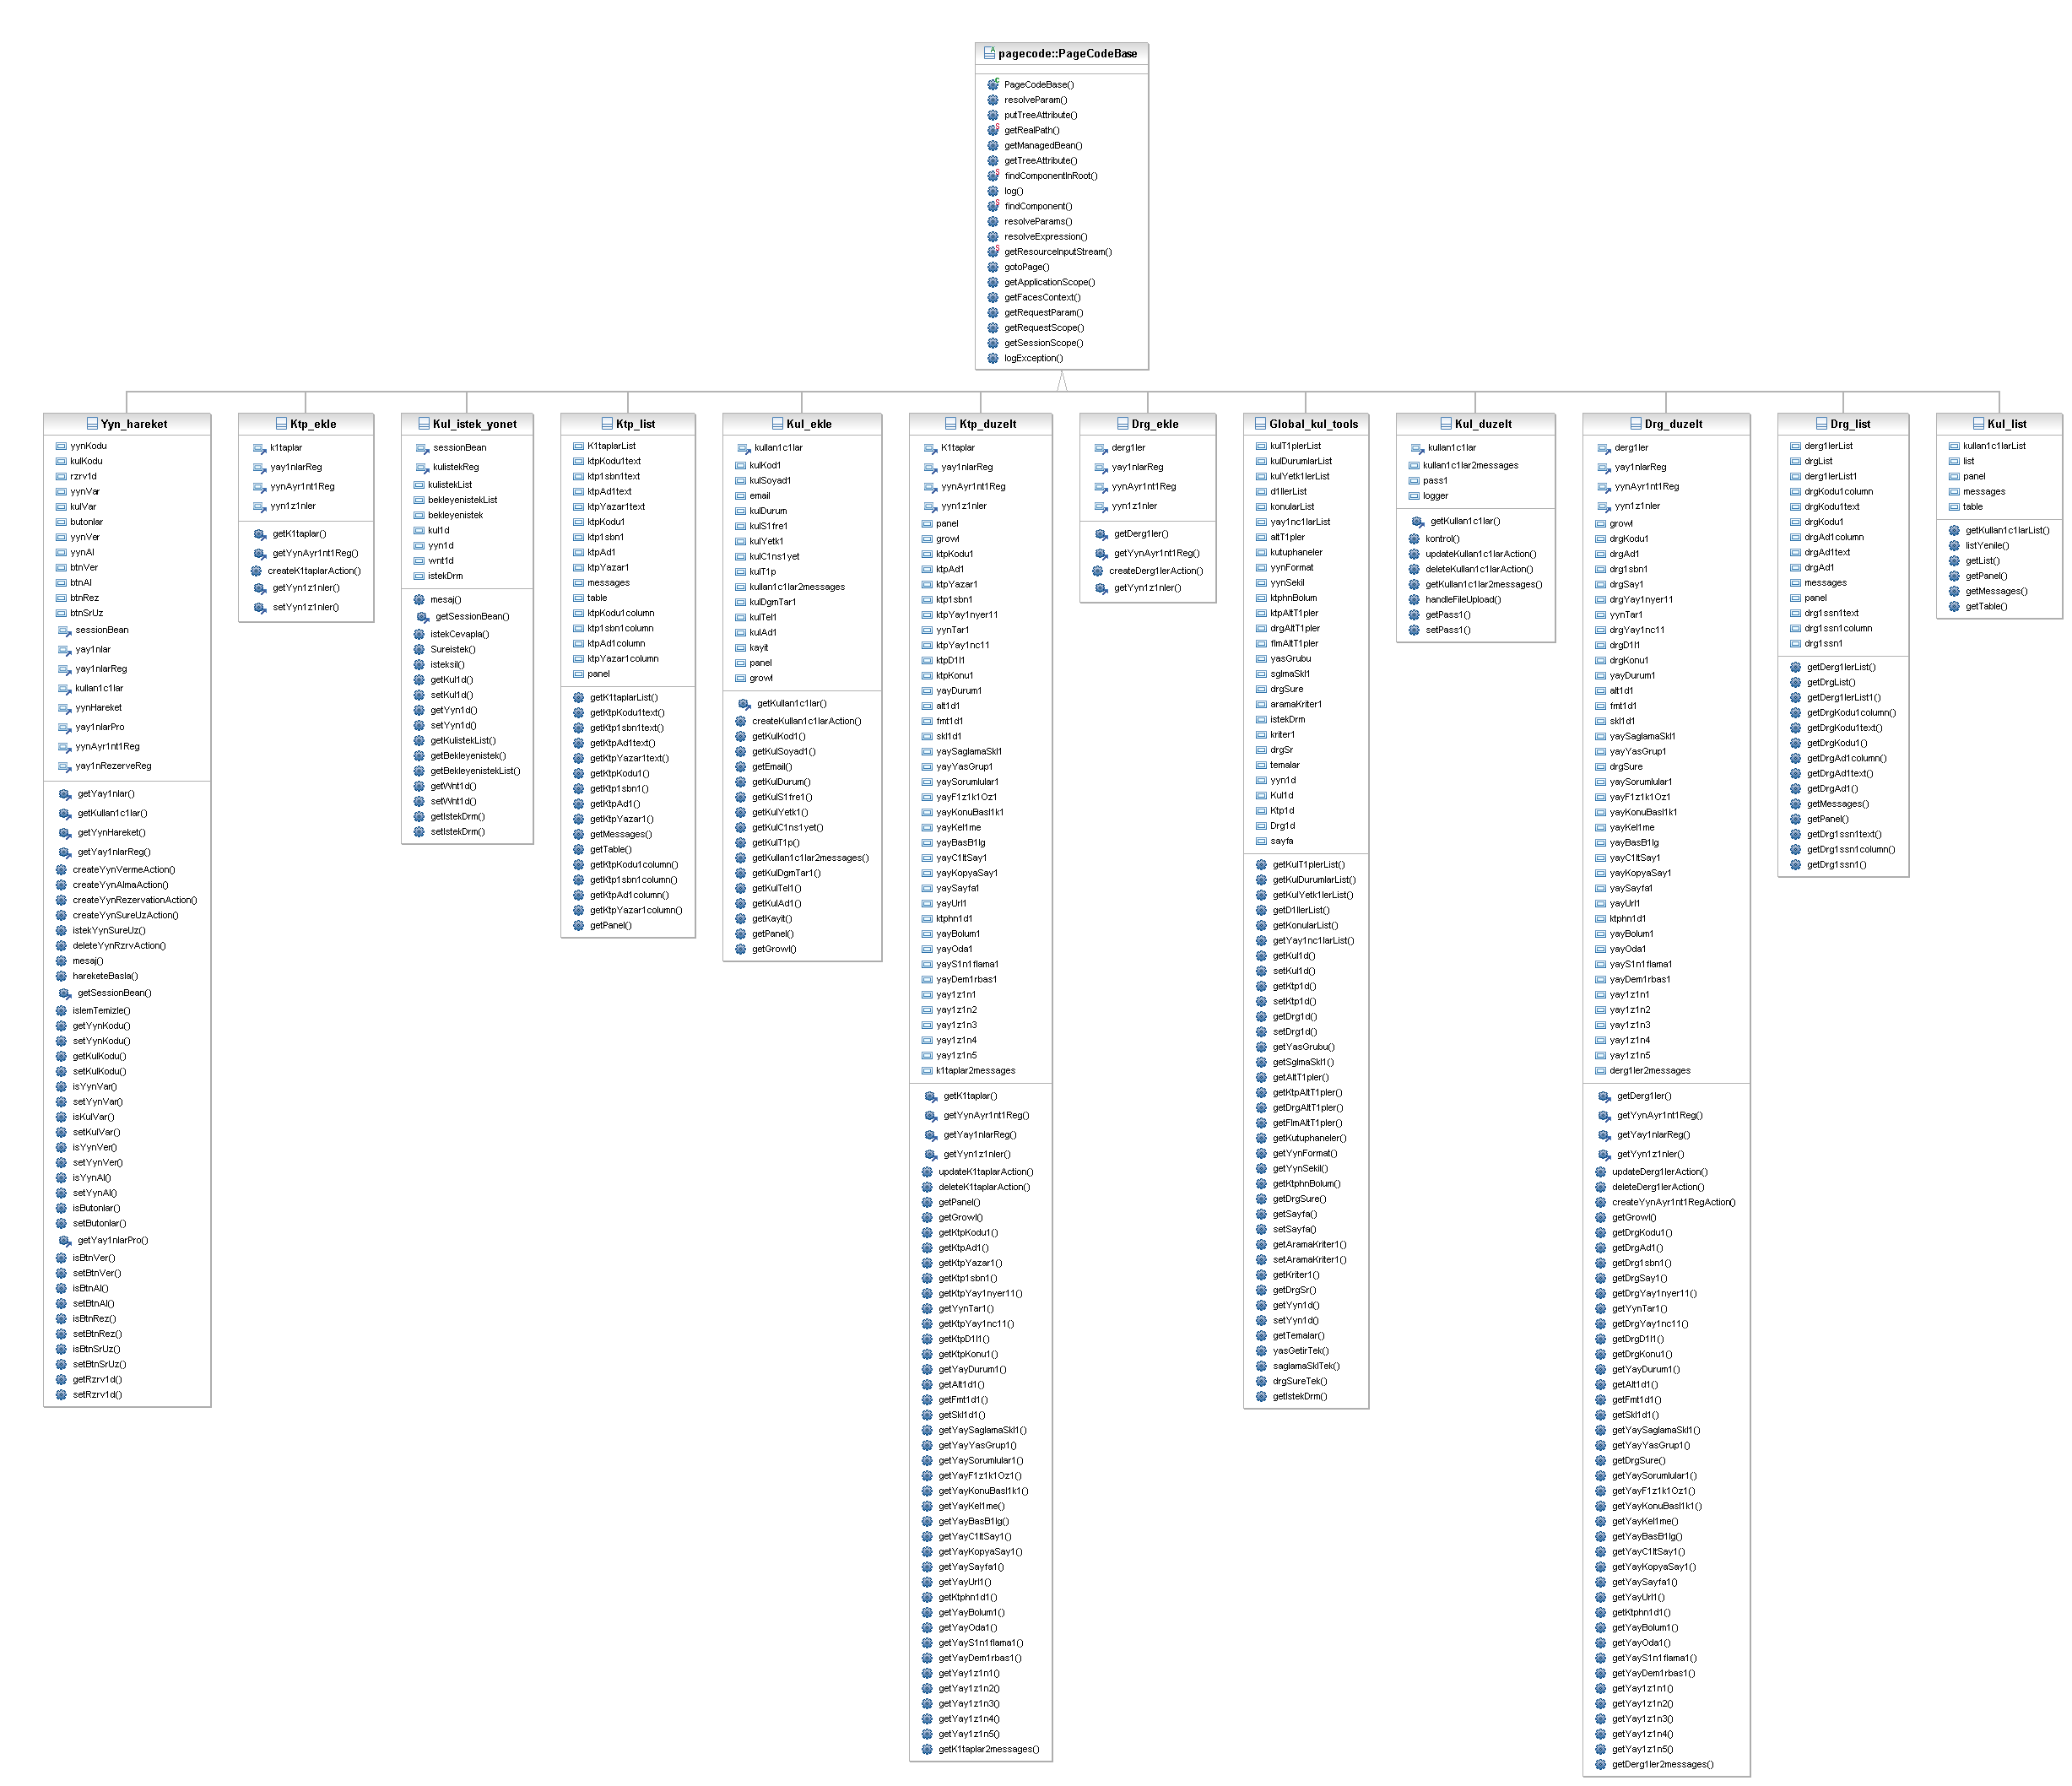 pagecode::PageCodeBase
PageCodeBase()
resolveParam()
putTreeAttribute()
getRealPath()
getManagedBean()
getTreeAttribute()
findComponentInRoot()
log()
findComponent()
resolveParams()
resolveExpression()
getResourceInputStream()
gotoPage()
getApplicationScope()
getFacesContext()
getRequestParam()
getRequestScope()
getSessionScope()
logException()
Yyn_hareket
yynKodu
kulKodu
rzrv1d
yynVar
kulVar
butonlar
yynVer
yynAl
btnVer
btnAl
btnRez
btnSrUz
sessionBean
yay1nlar
yay1nlarReg
kullan1c1lar
yynHareket
yay1nlarPro
yynAyr1nt1Reg
yay1nRezerveReg
getYay1nlar()
getKullan1c1lar()
getYynHareket()
getYay1nlarReg()
createYynVermeAction()
createYynAlmaAction()
createYynRezervationAction()
createYynSureUzAction()
istekYynSureUz()
deleteYynRzrvAction()
mesaj()
hareketeBasla()
getSessionBean()
islemTemizle()
getYynKodu()
setYynKodu()
getKulKodu()
setKulKodu()
isYynVar()
setYynVar()
isKulVar()
setKulVar()
isYynVer()
setYynVer()
isYynAl()
setYynAl()
isButonlar()
setButonlar()
getYay1nlarPro()
isBtnVer()
setBtnVer()
isBtnAl()
setBtnAl()
isBtnRez()
setBtnRez()
isBtnSrUz()
setBtnSrUz()
getRzrv1d()
setRzrv1d()
Ktp_ekle
k1taplar
yay1nlarReg
yynAyr1nt1Reg
yyn1z1nler
getK1taplar()
getYynAyr1nt1Reg()
createK1taplarAction()
getYyn1z1nler()
setYyn1z1nler()
Kul_istek_yonet
sessionBean
kulistekReg
kulistekList
bekleyenistekList
bekleyenistek
kul1d
yyn1d
wnt1d
istekDrm
mesaj()
getSessionBean()
istekCevapla()
Sureistek()
isteksil()
getKul1d()
setKul1d()
getYyn1d()
setYyn1d()
getKulistekList()
getBekleyenistek()
getBekleyenistekList()
getWnt1d()
setWnt1d()
getIstekDrm()
setIstekDrm()
Ktp_list
K1taplarList
ktpKodu1text
ktp1sbn1text
ktpAd1text
ktpYazar1text
ktpKodu1
ktp1sbn1
ktpAd1
ktpYazar1
messages
table
ktpKodu1column
ktp1sbn1column
ktpAd1column
ktpYazar1column
panel
getK1taplarList()
getKtpKodu1text()
getKtp1sbn1text()
getKtpAd1text()
getKtpYazar1text()
getKtpKodu1()
getKtp1sbn1()
getKtpAd1()
getKtpYazar1()
getMessages()
getTable()
getKtpKodu1column()
getKtp1sbn1column()
getKtpAd1column()
getKtpYazar1column()
getPanel()
Kul_ekle
kullan1c1lar
kulKod1
kulSoyad1
email
kulDurum
kulS1fre1
kulYetk1
kulC1ns1yet
kulT1p
kullan1c1lar2messages
kulDgmTar1
kulTel1
kulAd1
kayit
panel
growl
getKullan1c1lar()
createKullan1c1larAction()
getKulKod1()
getKulSoyad1()
getEmail()
getKulDurum()
getKulS1fre1()
getKulYetk1()
getKulC1ns1yet()
getKulT1p()
getKullan1c1lar2messages()
getKulDgmTar1()
getKulTel1()
getKulAd1()
getKayit()
getPanel()
getGrowl()
Ktp_duzelt
K1taplar
yay1nlarReg
yynAyr1nt1Reg
yyn1z1nler
panel
growl
ktpKodu1
ktpAd1
ktpYazar1
ktp1sbn1
ktpYay1nyer11
yynTar1
ktpYay1nc11
ktpD1l1
ktpKonu1
yayDurum1
alt1d1
fmt1d1
skl1d1
yaySaglamaSkl1
yayYasGrup1
yaySorumlular1
yayF1z1k1Oz1
yayKonuBasl1k1
yayKel1me
yayBasB1lg
yayC1ltSay1
yayKopyaSay1
yaySayfa1
yayUrl1
ktphn1d1
yayBolum1
yayOda1
yayS1n1flama1
yayDem1rbas1
yay1z1n1
yay1z1n2
yay1z1n3
yay1z1n4
yay1z1n5
k1taplar2messages
getK1taplar()
getYynAyr1nt1Reg()
getYay1nlarReg()
getYyn1z1nler()
updateK1taplarAction()
deleteK1taplarAction()
getPanel()
getGrowl()
getKtpKodu1()
getKtpAd1()
getKtpYazar1()
getKtp1sbn1()
getKtpYay1nyer11()
getYynTar1()
getKtpYay1nc11()
getKtpD1l1()
getKtpKonu1()
getYayDurum1()
getAlt1d1()
getFmt1d1()
getSkl1d1()
getYaySaglamaSkl1()
getYayYasGrup1()
getYaySorumlular1()
getYayF1z1k1Oz1()
getYayKonuBasl1k1()
getYayKel1me()
getYayBasB1lg()
getYayC1ltSay1()
getYayKopyaSay1()
getYaySayfa1()
getYayUrl1()
getKtphn1d1()
getYayBolum1()
getYayOda1()
getYayS1n1flama1()
getYayDem1rbas1()
getYay1z1n1()
getYay1z1n2()
getYay1z1n3()
getYay1z1n4()
getYay1z1n5()
getK1taplar2messages()
Drg_ekle
derg1ler
yay1nlarReg
yynAyr1nt1Reg
yyn1z1nler
getDerg1ler()
getYynAyr1nt1Reg()
createDerg1lerAction()
getYyn1z1nler()
Global_kul_tools
kulT1plerList
kulDurumlarList
kulYetk1lerList
d1llerList
konularList
yay1nc1larList
altT1pler
kutuphaneler
yynFormat
yynSekil
ktphnBolum
ktpAltT1pler
drgAltT1pler
flmAltT1pler
yasGrubu
sglmaSkl1
drgSure
aramaKriter1
istekDrm
kriter1
drgSr
temalar
yyn1d
Kul1d
Ktp1d
Drg1d
sayfa
getKulT1plerList()
getKulDurumlarList()
getKulYetk1lerList()
getD1llerList()
getKonularList()
getYay1nc1larList()
getKul1d()
setKul1d()
getKtp1d()
setKtp1d()
getDrg1d()
setDrg1d()
getYasGrubu()
getSglmaSkl1()
getAltT1pler()
getKtpAltT1pler()
getDrgAltT1pler()
getFlmAltT1pler()
getKutuphaneler()
getYynFormat()
getYynSekil()
getKtphnBolum()
getDrgSure()
getSayfa()
setSayfa()
getAramaKriter1()
setAramaKriter1()
getKriter1()
getDrgSr()
getYyn1d()
setYyn1d()
getTemalar()
yasGetirTek()
saglamaSklTek()
drgSureTek()
getIstekDrm()
Kul_duzelt
kullan1c1lar
kullan1c1lar2messages
pass1
logger
getKullan1c1lar()
kontrol()
updateKullan1c1larAction()
deleteKullan1c1larAction()
getKullan1c1lar2messages()
handleFileUpload()
getPass1()
setPass1()
Drg_duzelt
derg1ler
yay1nlarReg
yynAyr1nt1Reg
yyn1z1nler
growl
drgKodu1
drgAd1
drg1sbn1
drgSay1
drgYay1nyer11
yynTar1
drgYay1nc11
drgD1l1
drgKonu1
yayDurum1
alt1d1
fmt1d1
skl1d1
yaySaglamaSkl1
yayYasGrup1
drgSure
yaySorumlular1
yayF1z1k1Oz1
yayKonuBasl1k1
yayKel1me
yayBasB1lg
yayC1ltSay1
yayKopyaSay1
yaySayfa1
yayUrl1
ktphn1d1
yayBolum1
yayOda1
yayS1n1flama1
yayDem1rbas1
yay1z1n1
yay1z1n2
yay1z1n3
yay1z1n4
yay1z1n5
derg1ler2messages
getDerg1ler()
getYynAyr1nt1Reg()
getYay1nlarReg()
getYyn1z1nler()
updateDerg1lerAction()
deleteDerg1lerAction()
createYynAyr1nt1RegAction()
getGrowl()
getDrgKodu1()
getDrgAd1()
getDrg1sbn1()
getDrgSay1()
getDrgYay1nyer11()
getYynTar1()
getDrgYay1nc11()
getDrgD1l1()
getDrgKonu1()
getYayDurum1()
getAlt1d1()
getFmt1d1()
getSkl1d1()
getYaySaglamaSkl1()
getYayYasGrup1()
getDrgSure()
getYaySorumlular1()
getYayF1z1k1Oz1()
getYayKonuBasl1k1()
getYayKel1me()
getYayBasB1lg()
getYayC1ltSay1()
getYayKopyaSay1()
getYaySayfa1()
getYayUrl1()
getKtphn1d1()
getYayBolum1()
getYayOda1()
getYayS1n1flama1()
getYayDem1rbas1()
getYay1z1n1()
getYay1z1n2()
getYay1z1n3()
getYay1z1n4()
getYay1z1n5()
getDerg1ler2messages()
Drg_list
derg1lerList
drgList
derg1lerList1
drgKodu1column
drgKodu1text
drgKodu1
drgAd1column
drgAd1text
drgAd1
messages
panel
drg1ssn1text
drg1ssn1column
drg1ssn1
getDerg1lerList()
getDrgList()
getDerg1lerList1()
getDrgKodu1column()
getDrgKodu1text()
getDrgKodu1()
getDrgAd1column()
getDrgAd1text()
getDrgAd1()
getMessages()
getPanel()
getDrg1ssn1text()
getDrg1ssn1column()
getDrg1ssn1()
Kul_list
kullan1c1larList
list
panel
messages
table
getKullan1c1larList()
listYenile()
getList()
getPanel()
getMessages()
getTable()